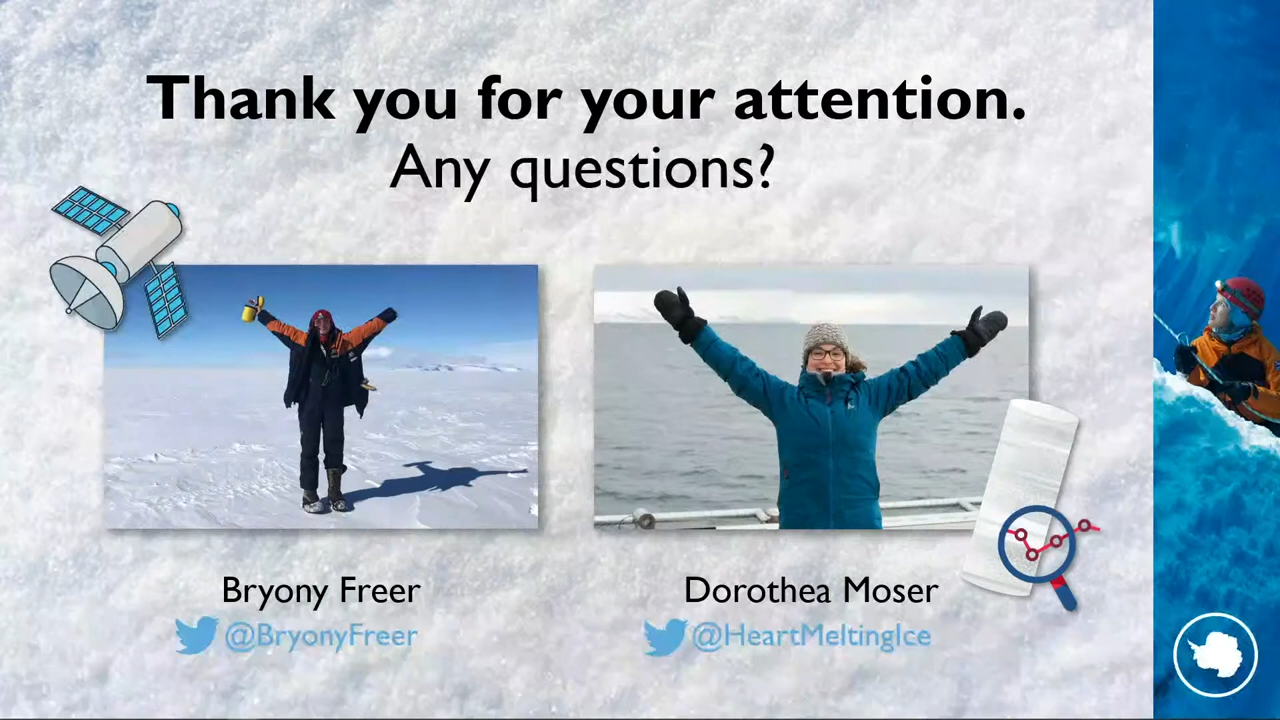 Thank you for your attention.
Any questions?
Bryony Freer
@BryonyFreer
Dorothea Moser
@HeartMeltingIce